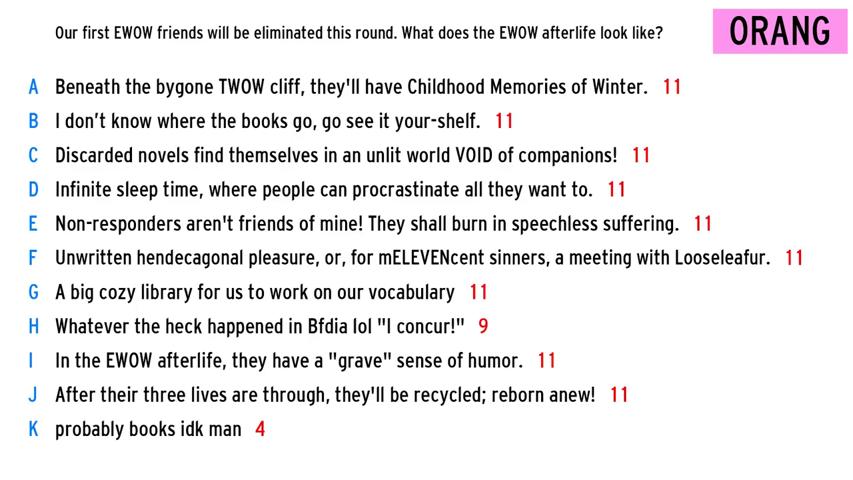 Our first EWOW friends will be eliminated this round. What does the EWOW afterlife look like?
ORANG
A Beneath the bygone TWOW cliff, they'll have Childhood Memories of Winter. 11
B I don’t know where the books go, go see it your-shelf. 11
C Discarded novels find themselves in an unlit world VOID of companions! 11
D Infinite sleep time, where people can procrastinate all they want to. 11
E Non-responders aren't friends of mine! They shall burn in speechless suffering. 11
F Unwritten hendecagonal pleasure, or, for mELEVENcent sinners, a meeting with Looseleafur. 11
G A big cozy library for us to work on our vocabulary 11
H Whatever the heck happened in Bfdia lol "I concur!" 9
I In the EWOW afterlife, they have a "grave" sense of humor. 11
J After their three lives are through, they'll be recycled; reborn anew! 11
K probably books idk man 4